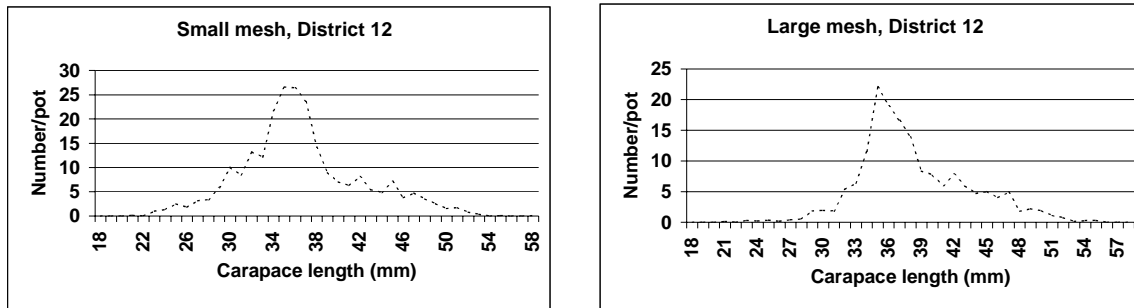 Small mesh, District 12
Number/pot
30
25
20
15
10
5
0
18 22 26 30 34 38 42 46 50 54 58
Carapace length (mm)
Large mesh, District 12
Number/pot
25
20
15
10
5
0
18 21 24 27 30 33 36 39 42 45 48 51 54 57
Carapace length (mm)